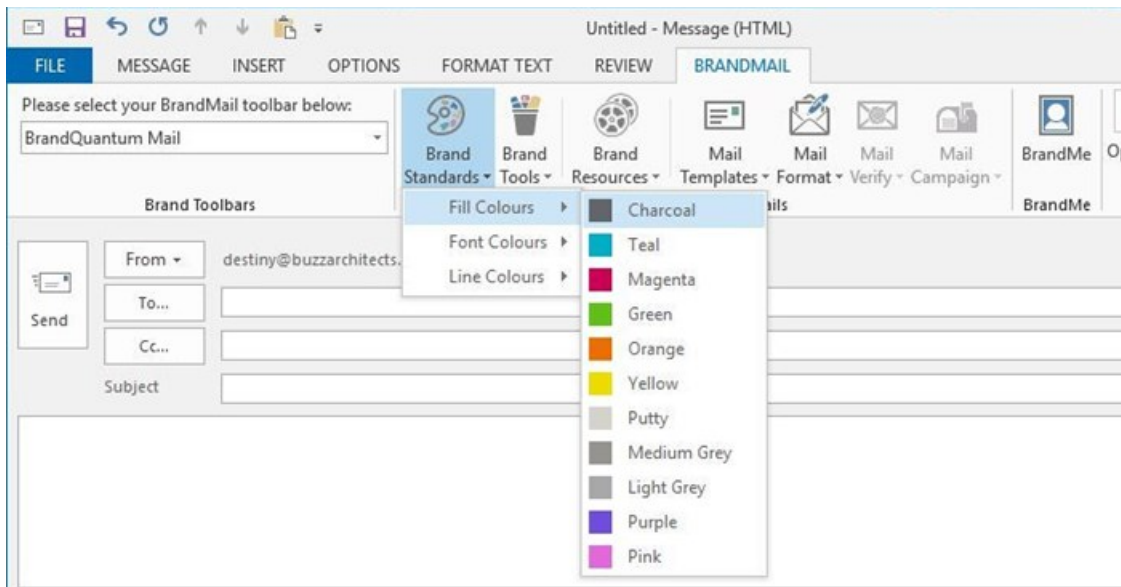 Untitled - Message (HTML)
FILE MESSAGE INSERT OPTIONS FORMAT TEXT REVIEW BRANDMAIL
Please select your BrandMail toolbar below:
BrandQuantum Mail
Brand Toolbars
Brand Standards
Brand Tools
Brand Resources
Mail Templates
Mail Format
Mail Verify
Mail Campaign
BrandMe
Op
ails
BrandMe
Fill Colours
Font Colours
Line Colours
Charcoal
Teal
Magenta
Green
Orange
Yellow
Putty
Medium Grey
Light Grey
Purple
Pink
Send
From
destiny@buzzarchitects.
To...
Cc...
Subject